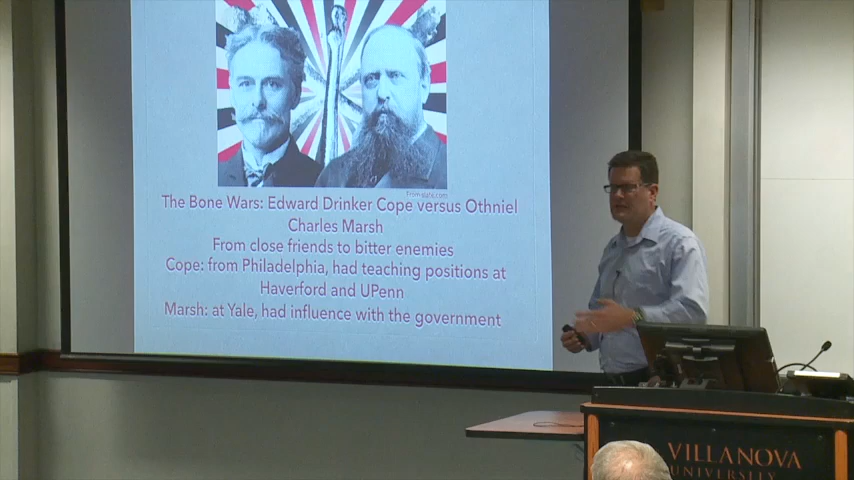 From slate.com
The Bone Wars: Edward Drinker Cope versus Othniel
Charles Marsh
From close friends to bitter enemies
Cope: from Philadelphia, had teaching positions at
Haverford and UPenn
Marsh: at Yale, had influence with the government
VILLANOVA
UNIVERSITY